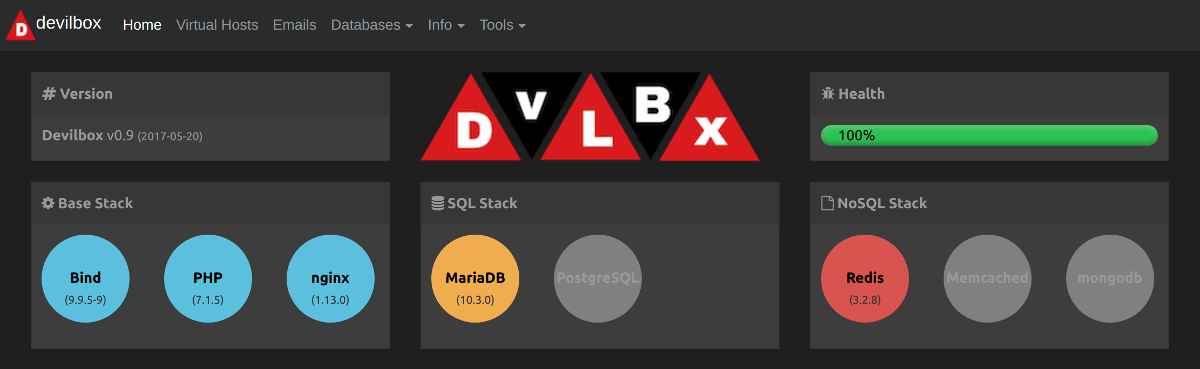 D devilbox Home Virtual Hosts Emails Databases Info Tools
# Version
Devilbox v0.9 (2017-05-20)
D v L B x
Health
100%
Base Stack
Bind
(9.9.5-9)
PHP
(7.1.5)
nginx
(1.13.0)
SQL Stack
MariaDB
(10.3.0)
PostgreSQL
NoSQL Stack
Redis
(3.2.8)
Memcached
mongodb